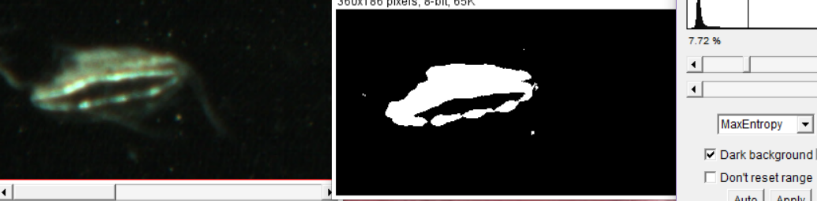 360x186 pixels, 8-bit, 65K
7.72 %
MaxEntropy
Dark background
Don't reset range
Auto Apply